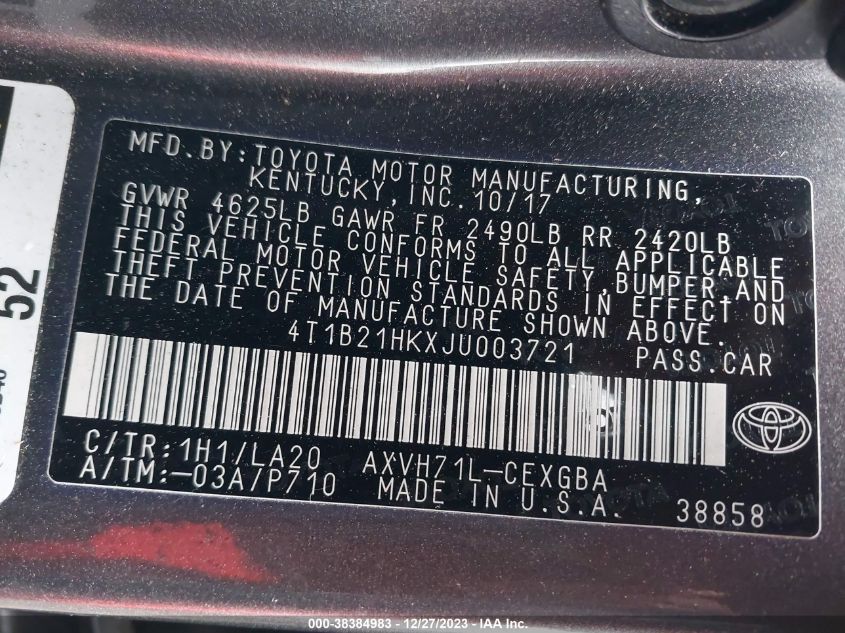 MFD.BY:TOYOTA MOTOR MANUFACTURING,
KENTUCKY,INC.10/17
GVWR 4625LB GAWR FR 2490LB RR 2420LB
THIS VEHICLE CONFORMS TO ALL APPLICABLE
FEDERAL MOTOR VEHICLE SAFETY,BUMPER,AND
THEFT PREVENTION STANDARDS IN EFFECT ON
THE DATE OF MANUFACTURE SHOWN ABOVE.
4T1B21HKXJU003721 PASS.CAR
C/TR:1H1/LA20 AXVH71L-CEXGBA
A/TM:-03A/P710 MADE IN U.S.A. 38858
52
000-38384983 - 12/27/2023 - IAA Inc.